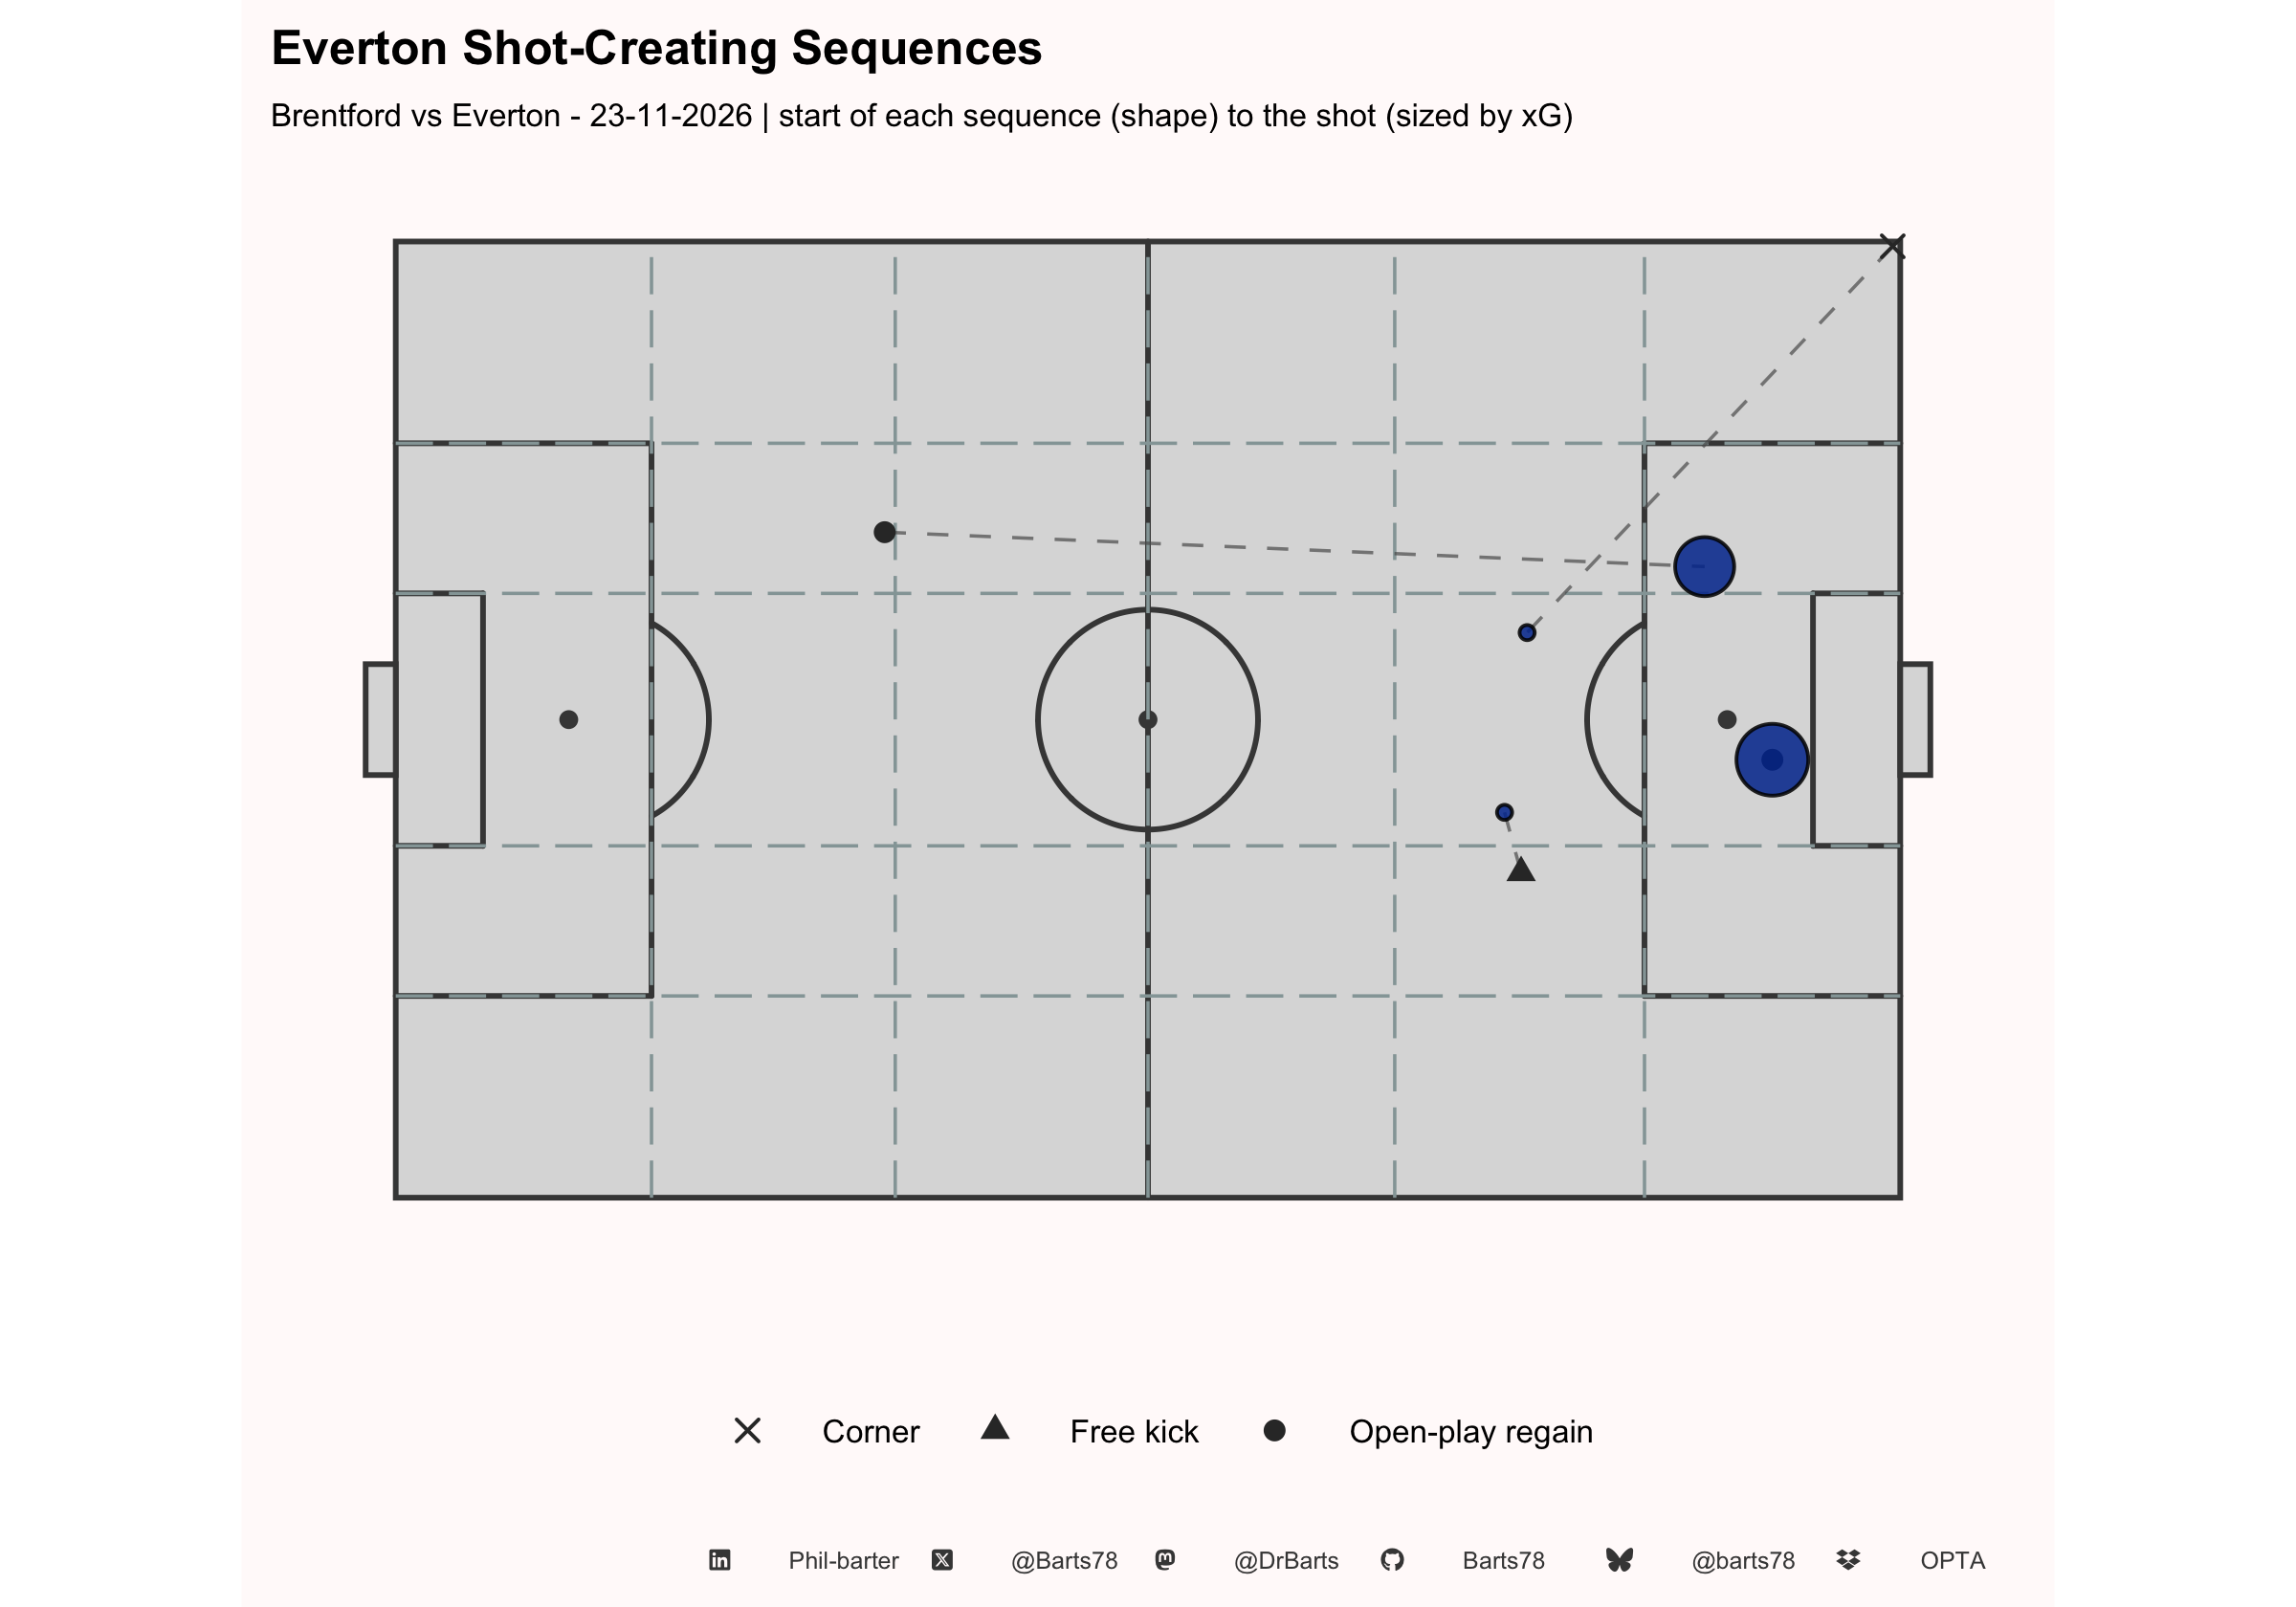 Everton Shot-Creating Sequences
Brentford vs Everton - 23-11-2026 | start of each sequence (shape) to the shot (sized by xG)
Corner Free kick Open-play regain
Phil-barter @Barts78 @DrBarts Barts78 @barts78 OPTA